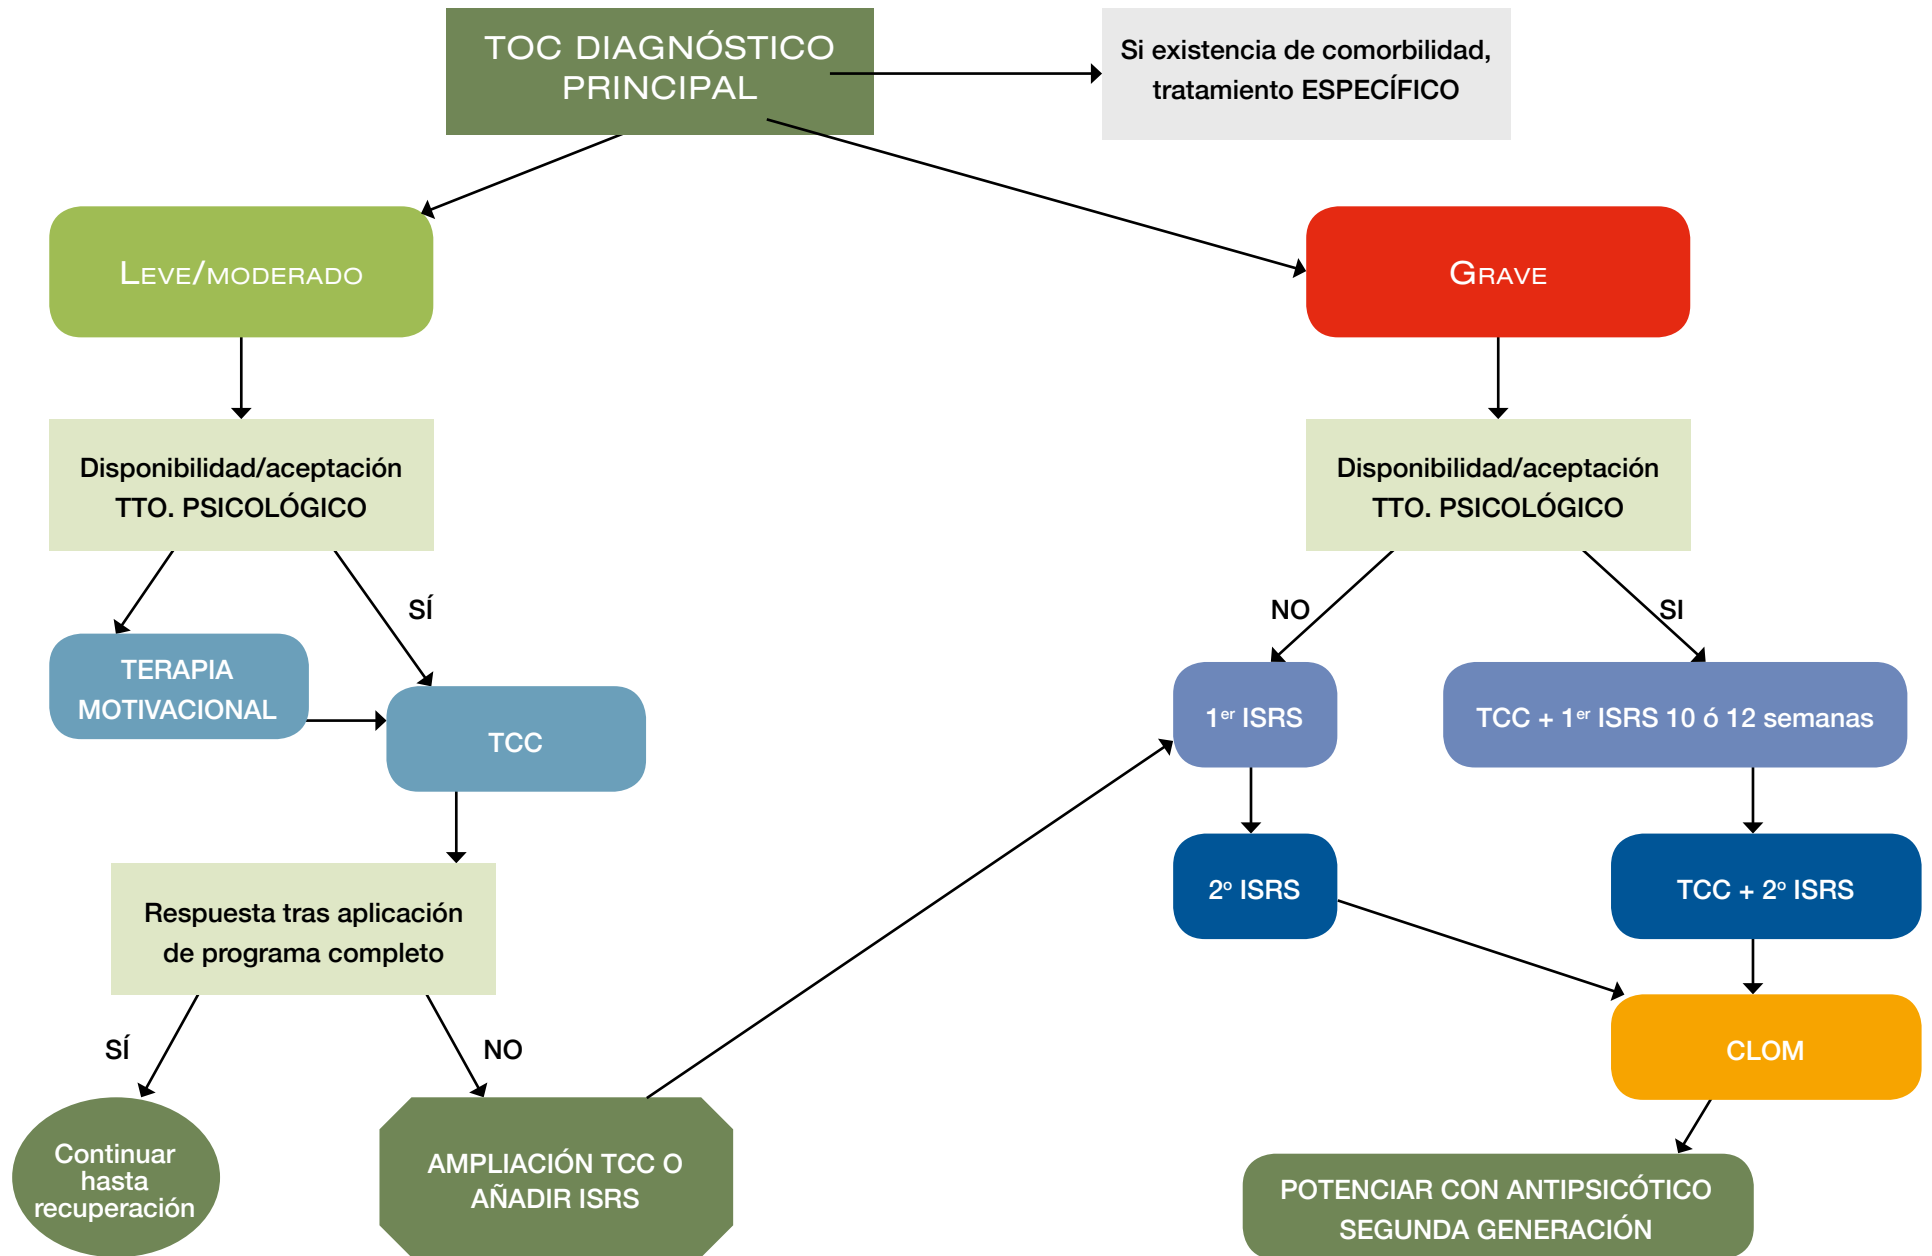 TOC DIAGNÓSTICO
PRINCIPAL
Si existencia de comorbilidad,
tratamiento ESPECÍFICO
LEVE/MODERADO
GRAVE
Disponibilidad/aceptación
TTO. PSICOLÓGICO
Disponibilidad/aceptación
TTO. PSICOLÓGICO
SÍ
NO
SI
TERAPIA
MOTIVACIONAL
TCC
1er ISRS
TCC + 1er ISRS 10 ó 12 semanas
2º ISRS
TCC + 2º ISRS
Respuesta tras aplicación
de programa completo
SÍ
NO
CLOM
Continuar
hasta
recuperación
AMPLIACIÓN TCC O
AÑADIR ISRS
POTENCIAR CON ANTIPSICÓTICO
SEGUNDA GENERACIÓN